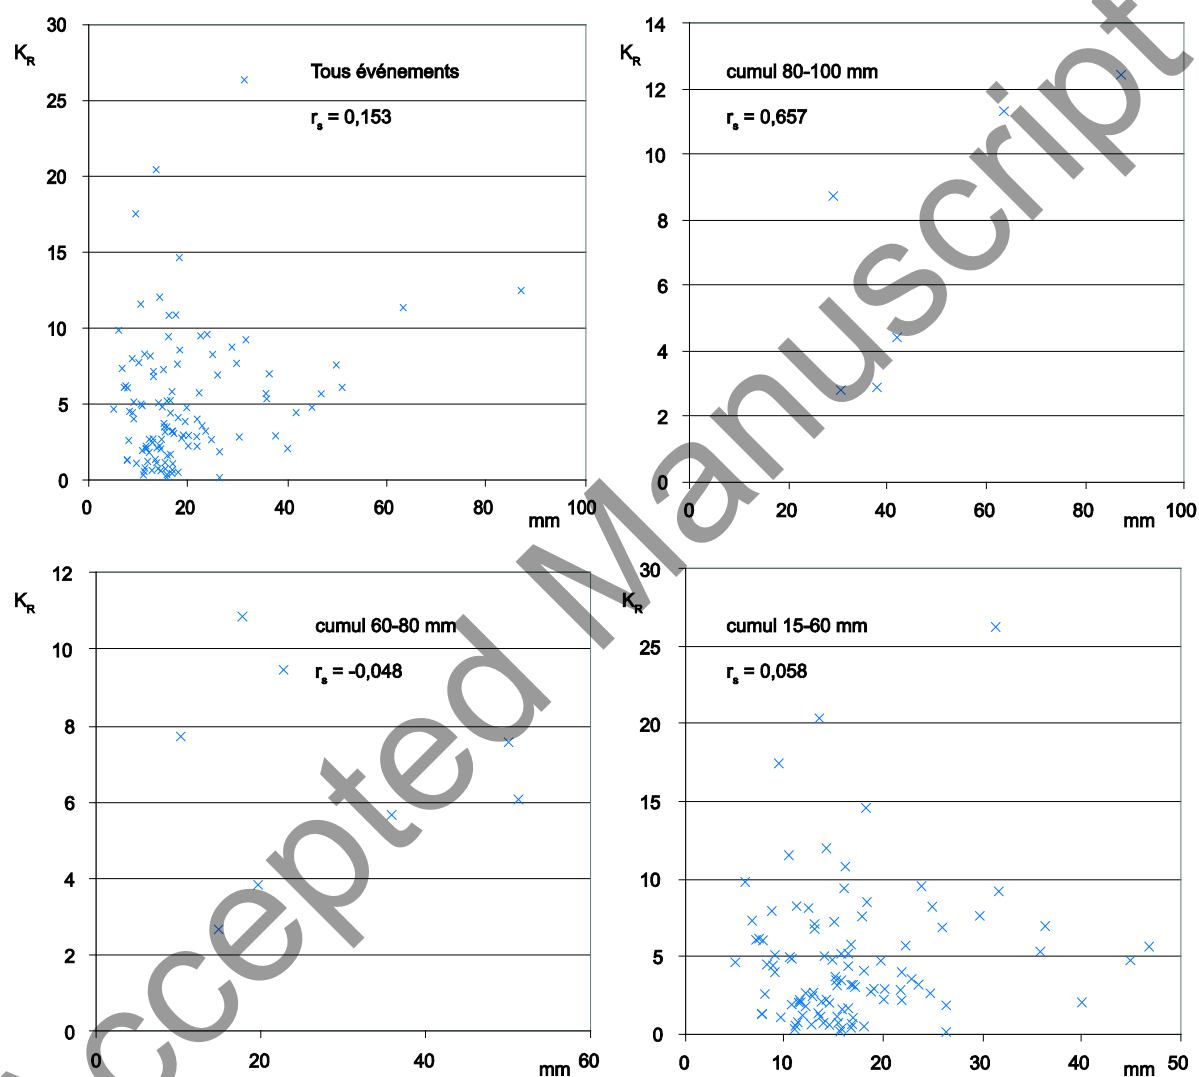 30
K_R
Tous événements
25
r_s = 0,153
20
15
10
5
0
0 20 40 60 80 100
mm
14
K_R
cumul 80-100 mm
12
r_s = 0,657
10
8
6
4
2
0
0 20 40 60 80 100
mm
12
K_R
cumul 60-80 mm
10
r_s = -0,048
8
6
4
2
0
0 20 40 60
mm
30
K_R
cumul 15-60 mm
25
r_s = 0,058
20
15
10
5
0
0 10 20 30 40 50
mm
Accepted Manuscript